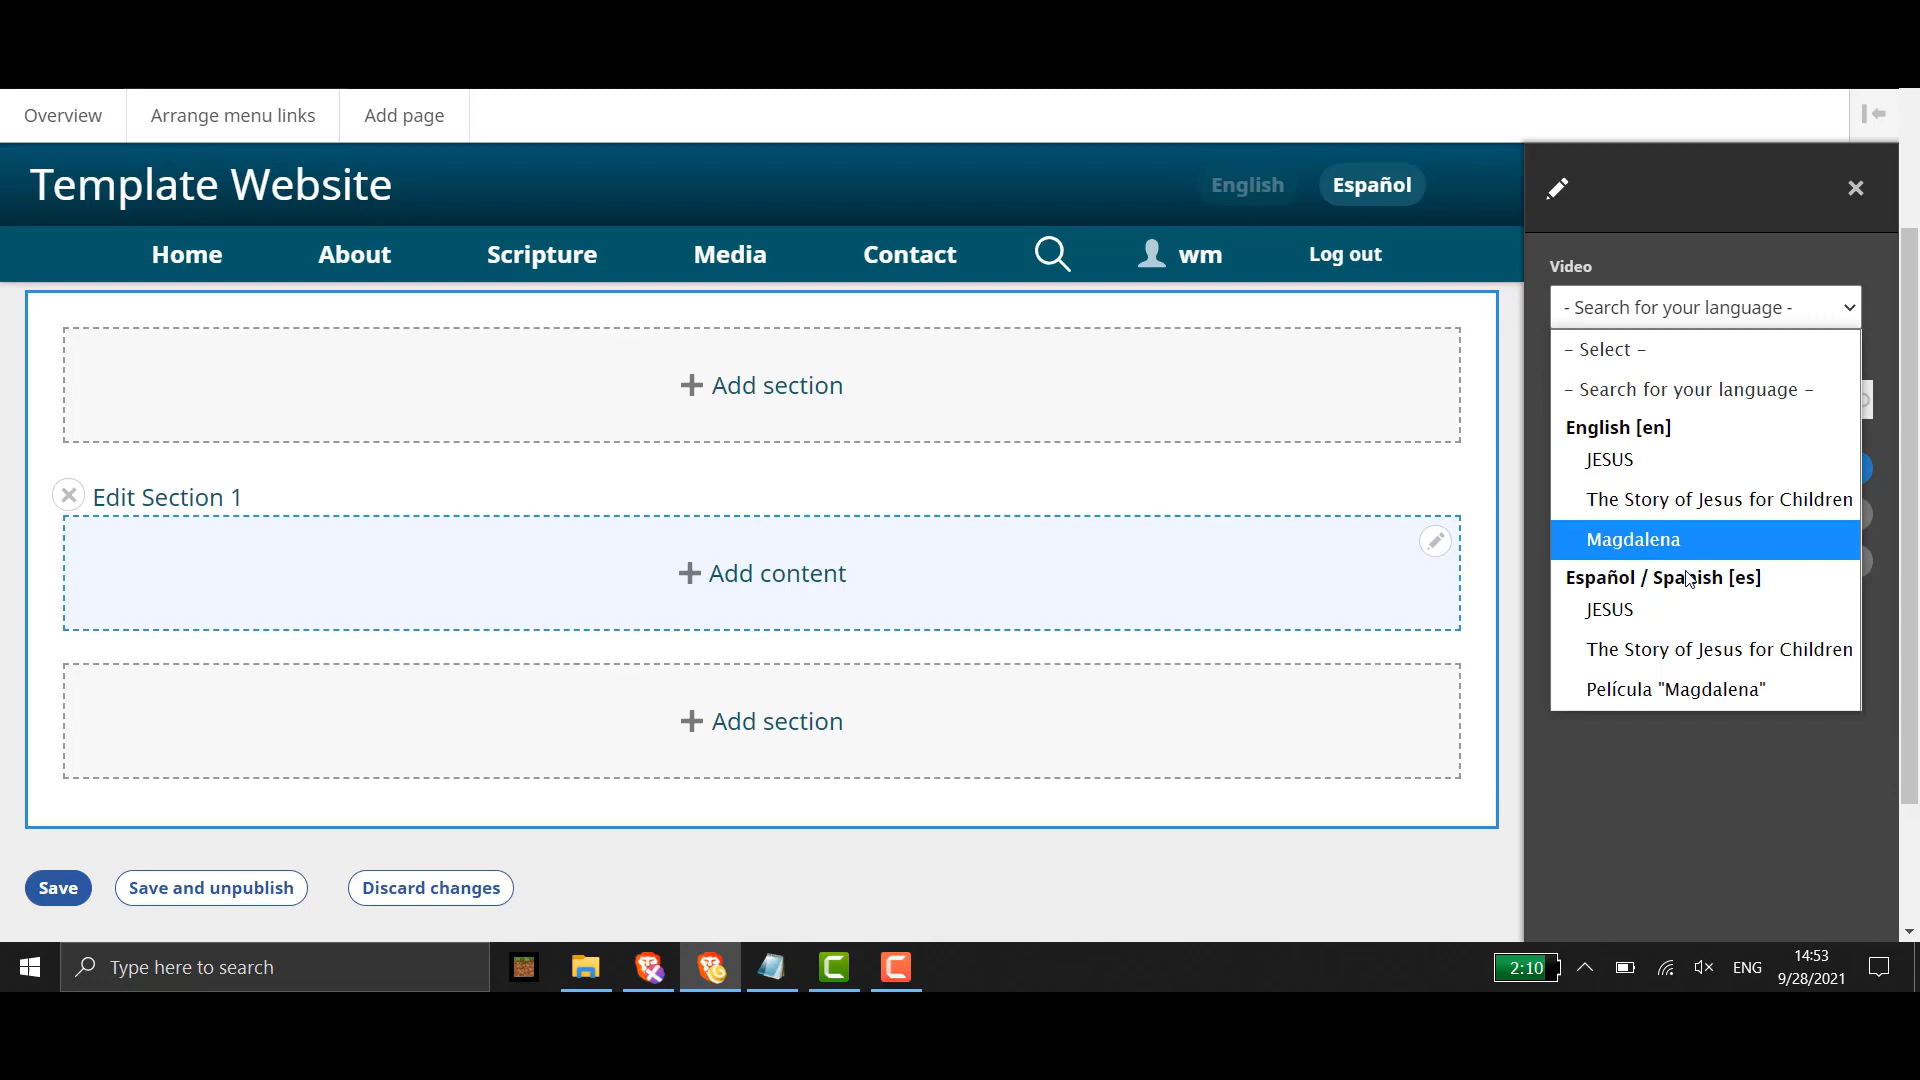 Overview
Arrange menu links
Add page
Template Website
English
Español
Home
About
Scripture
Media
Contact
wm
Log out
Add section
Edit Section 1
Add content
Add section
Save
Save and unpublish
Discard changes
Video
- Search for your language -
- Select -
- Search for your language -
English [en]
JESUS
The Story of Jesus for Children
Magdalena
Español / Spanish [es]
JESUS
The Story of Jesus for Children
Película "Magdalena"
Type here to search
2:10
ENG
14:53
9/28/2021